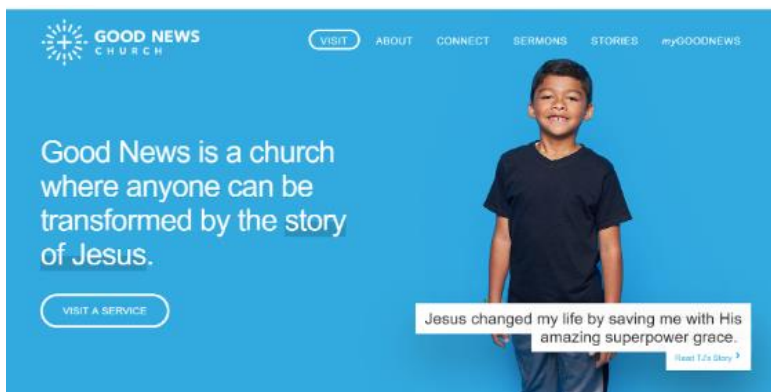 GOOD NEWS
CHURCH
VISIT ABOUT CONNECT SERMONS STORIES myGOODNEWS
Good News is a church
where anyone can be
transformed by the story
of Jesus.
VISIT A SERVICE
Jesus changed my life by saving me with His
amazing superpower grace.
Read TJ's Story